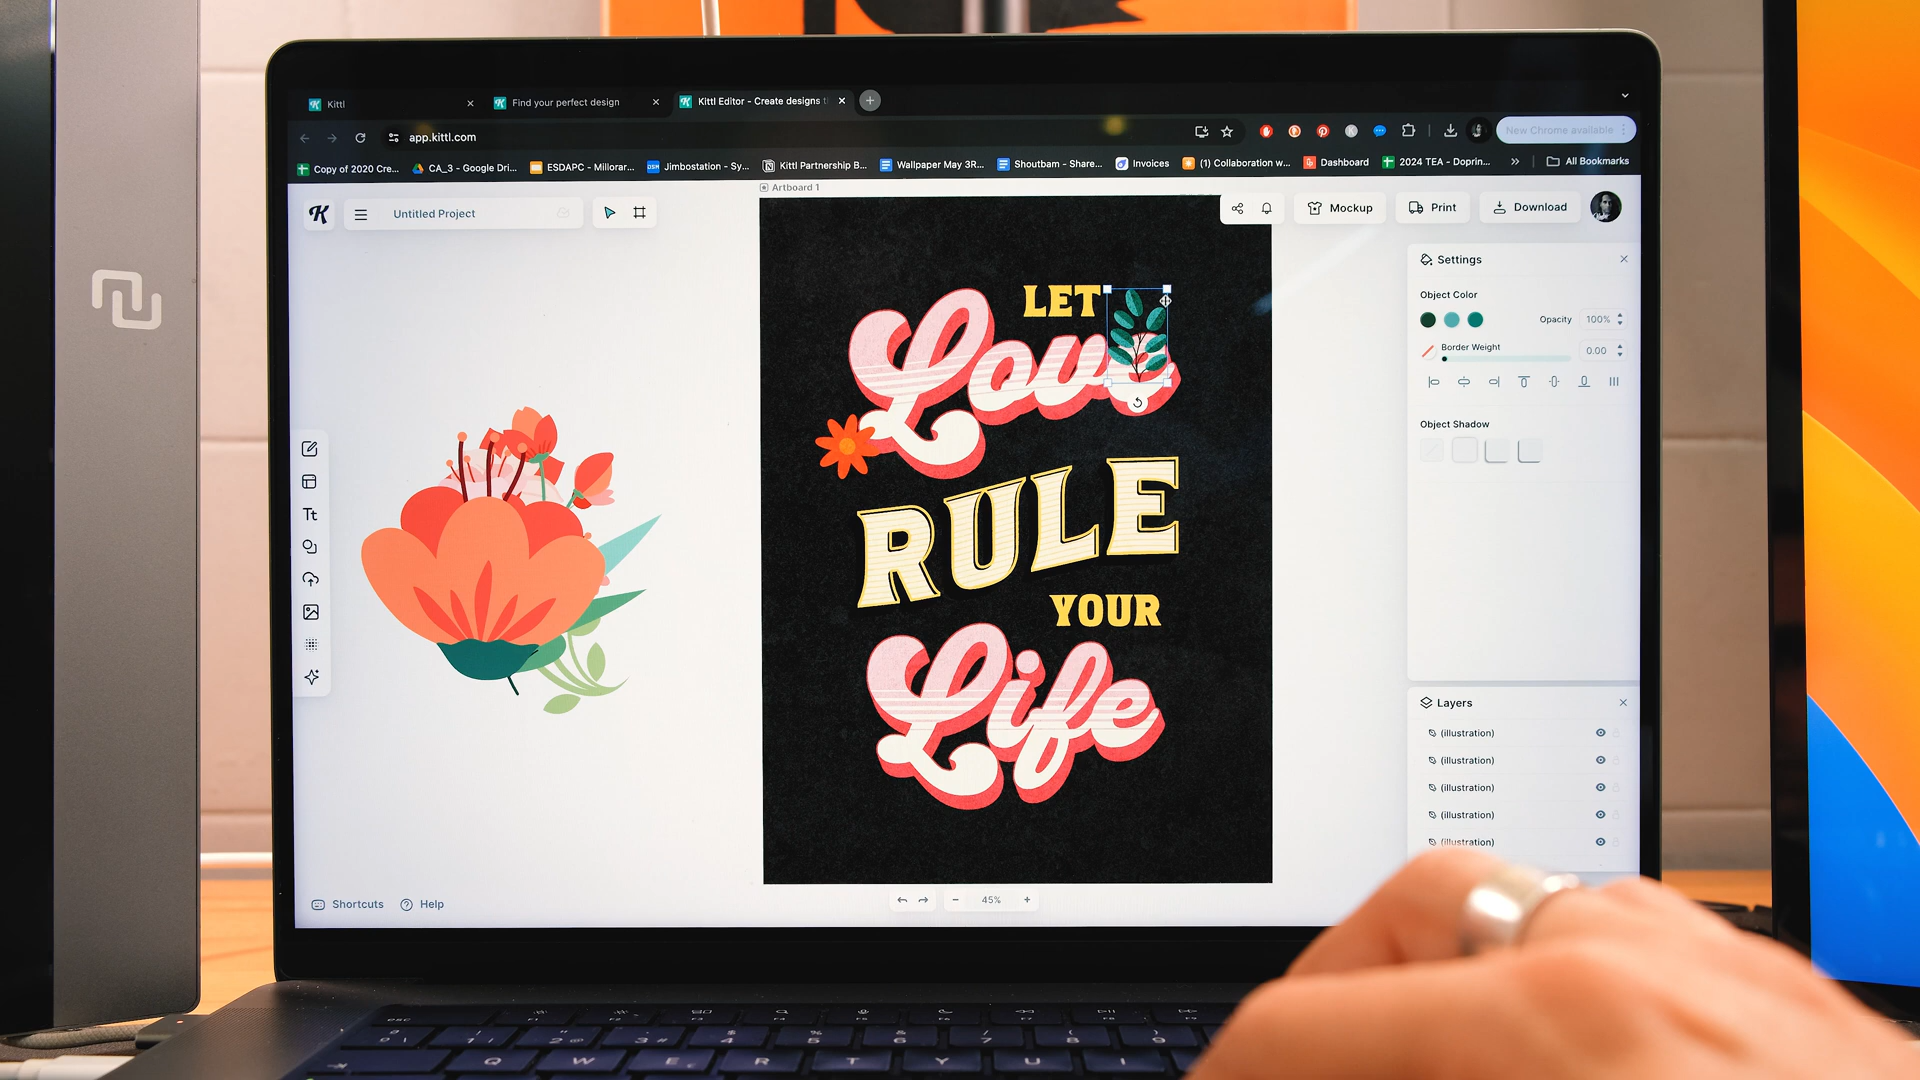 Kittl
Find your perfect design
Kittl Editor - Create designs
app.kittl.com
New Chrome available
Copy of 2020 Cre...
CA_3 - Google Dri...
ESDAPC - Millorar...
Jimbostation - Sy...
Kittl Partnership B...
Wallpaper May 3R...
Shoutbam - Share...
Invoices
(1) Collaboration w...
Dashboard
2024 TEA - Doprin...
All Bookmarks
Artboard 1
Untitled Project
Mockup
Print
Download
LET
Love
RULE
YOUR
Life
Tt
Settings
Object Color
Opacity
100%
Border Weight
0.00
Object Shadow
Layers
(illustration)
(illustration)
(illustration)
(illustration)
(illustration)
Shortcuts
Help
45%
esc
Q W E R T Y U I